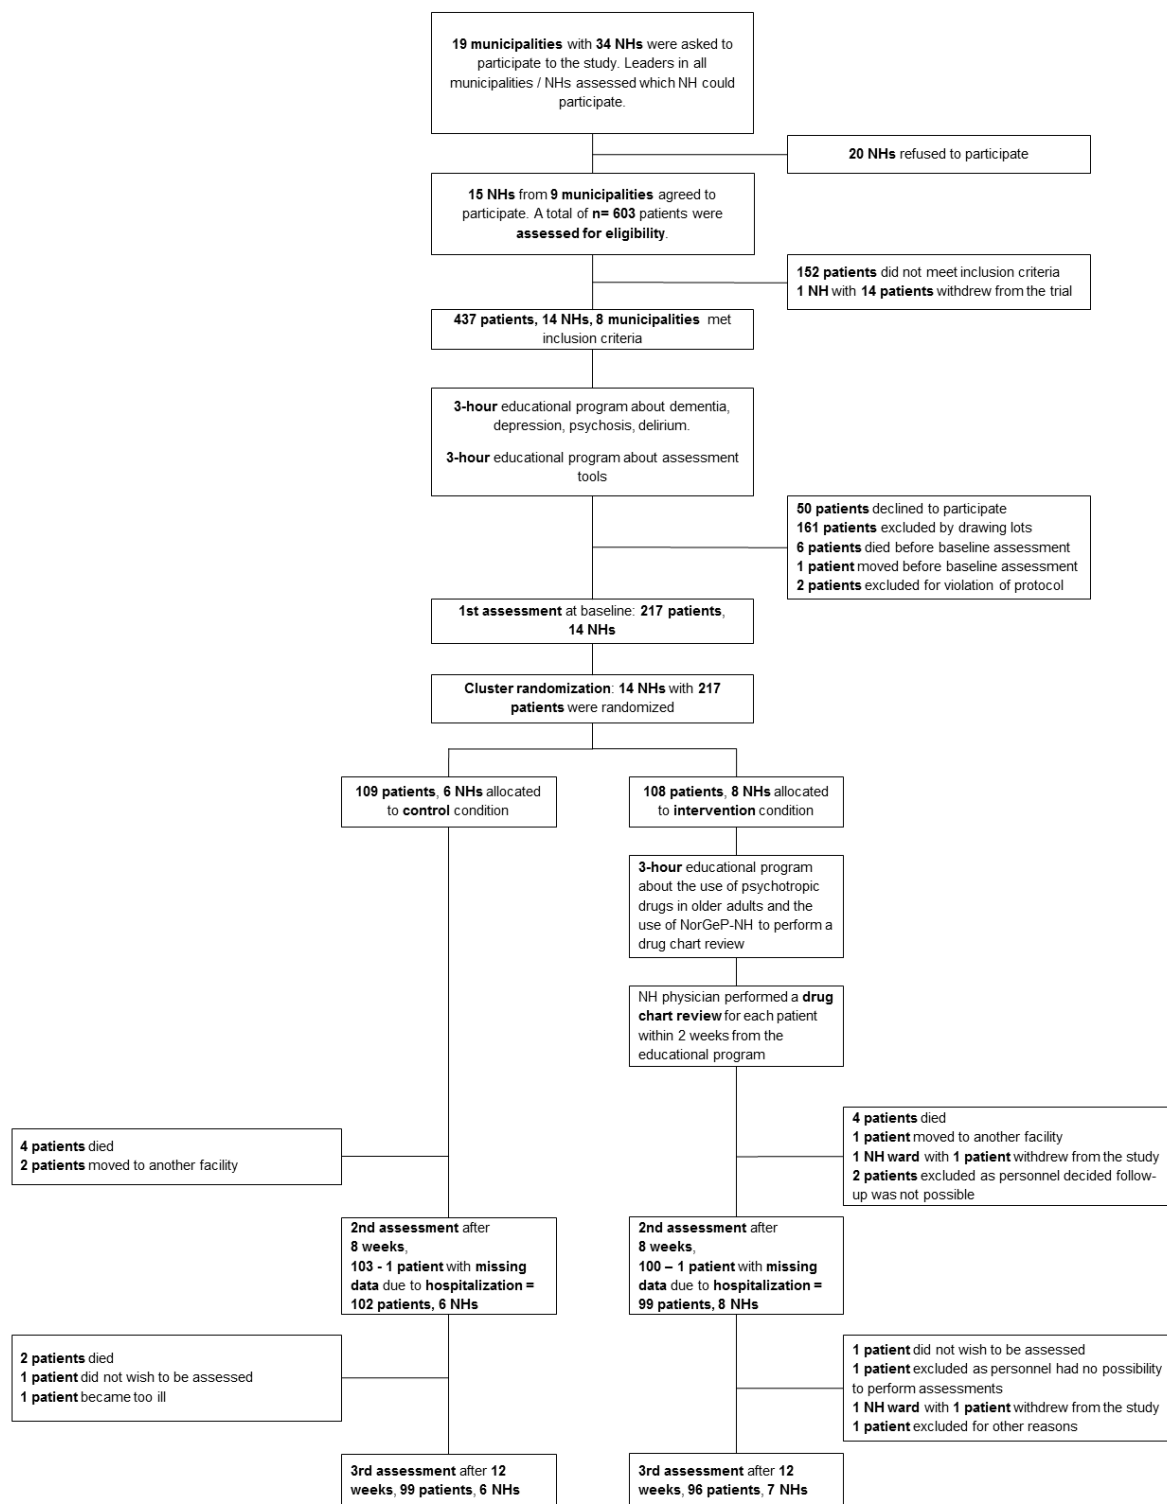 19 municipalities with 34 NHs were asked to
participate to the study. Leaders in all
municipalities / NHs assessed which NH could
participate.
20 NHs refused to participate
15 NHs from 9 municipalities agreed to
participate. A total of n= 603 patients were
assessed for eligibility.
152 patients did not meet inclusion criteria
1 NH with 14 patients withdrew from the trial
437 patients, 14 NHs, 8 municipalities met
inclusion criteria
3-hour educational program about dementia,
depression, psychosis, delirium.
3-hour educational program about assessment
tools
50 patients declined to participate
161 patients excluded by drawing lots
6 patients died before baseline assessment
1 patient moved before baseline assessment
2 patients excluded for violation of protocol
1st assessment at baseline: 217 patients,
14 NHs
Cluster randomization: 14 NHs with 217
patients were randomized
109 patients, 6 NHs allocated
to control condition
108 patients, 8 NHs allocated
to intervention condition
3-hour educational program
about the use of psychotropic
drugs in older adults and the
use of NorGeP-NH to perform a
drug chart review
NH physician performed a drug
chart review for each patient
within 2 weeks from the
educational program
4 patients died
2 patients moved to another facility
4 patients died
1 patient moved to another facility
1 NH ward with 1 patient withdrew from the study
2 patients excluded as personnel decided follow-
up was not possible
2nd assessment after
8 weeks,
103 - 1 patient with missing
data due to hospitalization =
102 patients, 6 NHs
2nd assessment after
8 weeks,
100 – 1 patient with missing
data due to hospitalization =
99 patients, 8 NHs
2 patients died
1 patient did not wish to be assessed
1 patient became too ill
1 patient did not wish to be assessed
1 patient excluded as personnel had no possibility
to perform assessments
1 NH ward with 1 patient withdrew from the study
1 patient excluded for other reasons
3rd assessment after 12
weeks, 99 patients, 6 NHs
3rd assessment after 12
weeks, 96 patients, 7 NHs